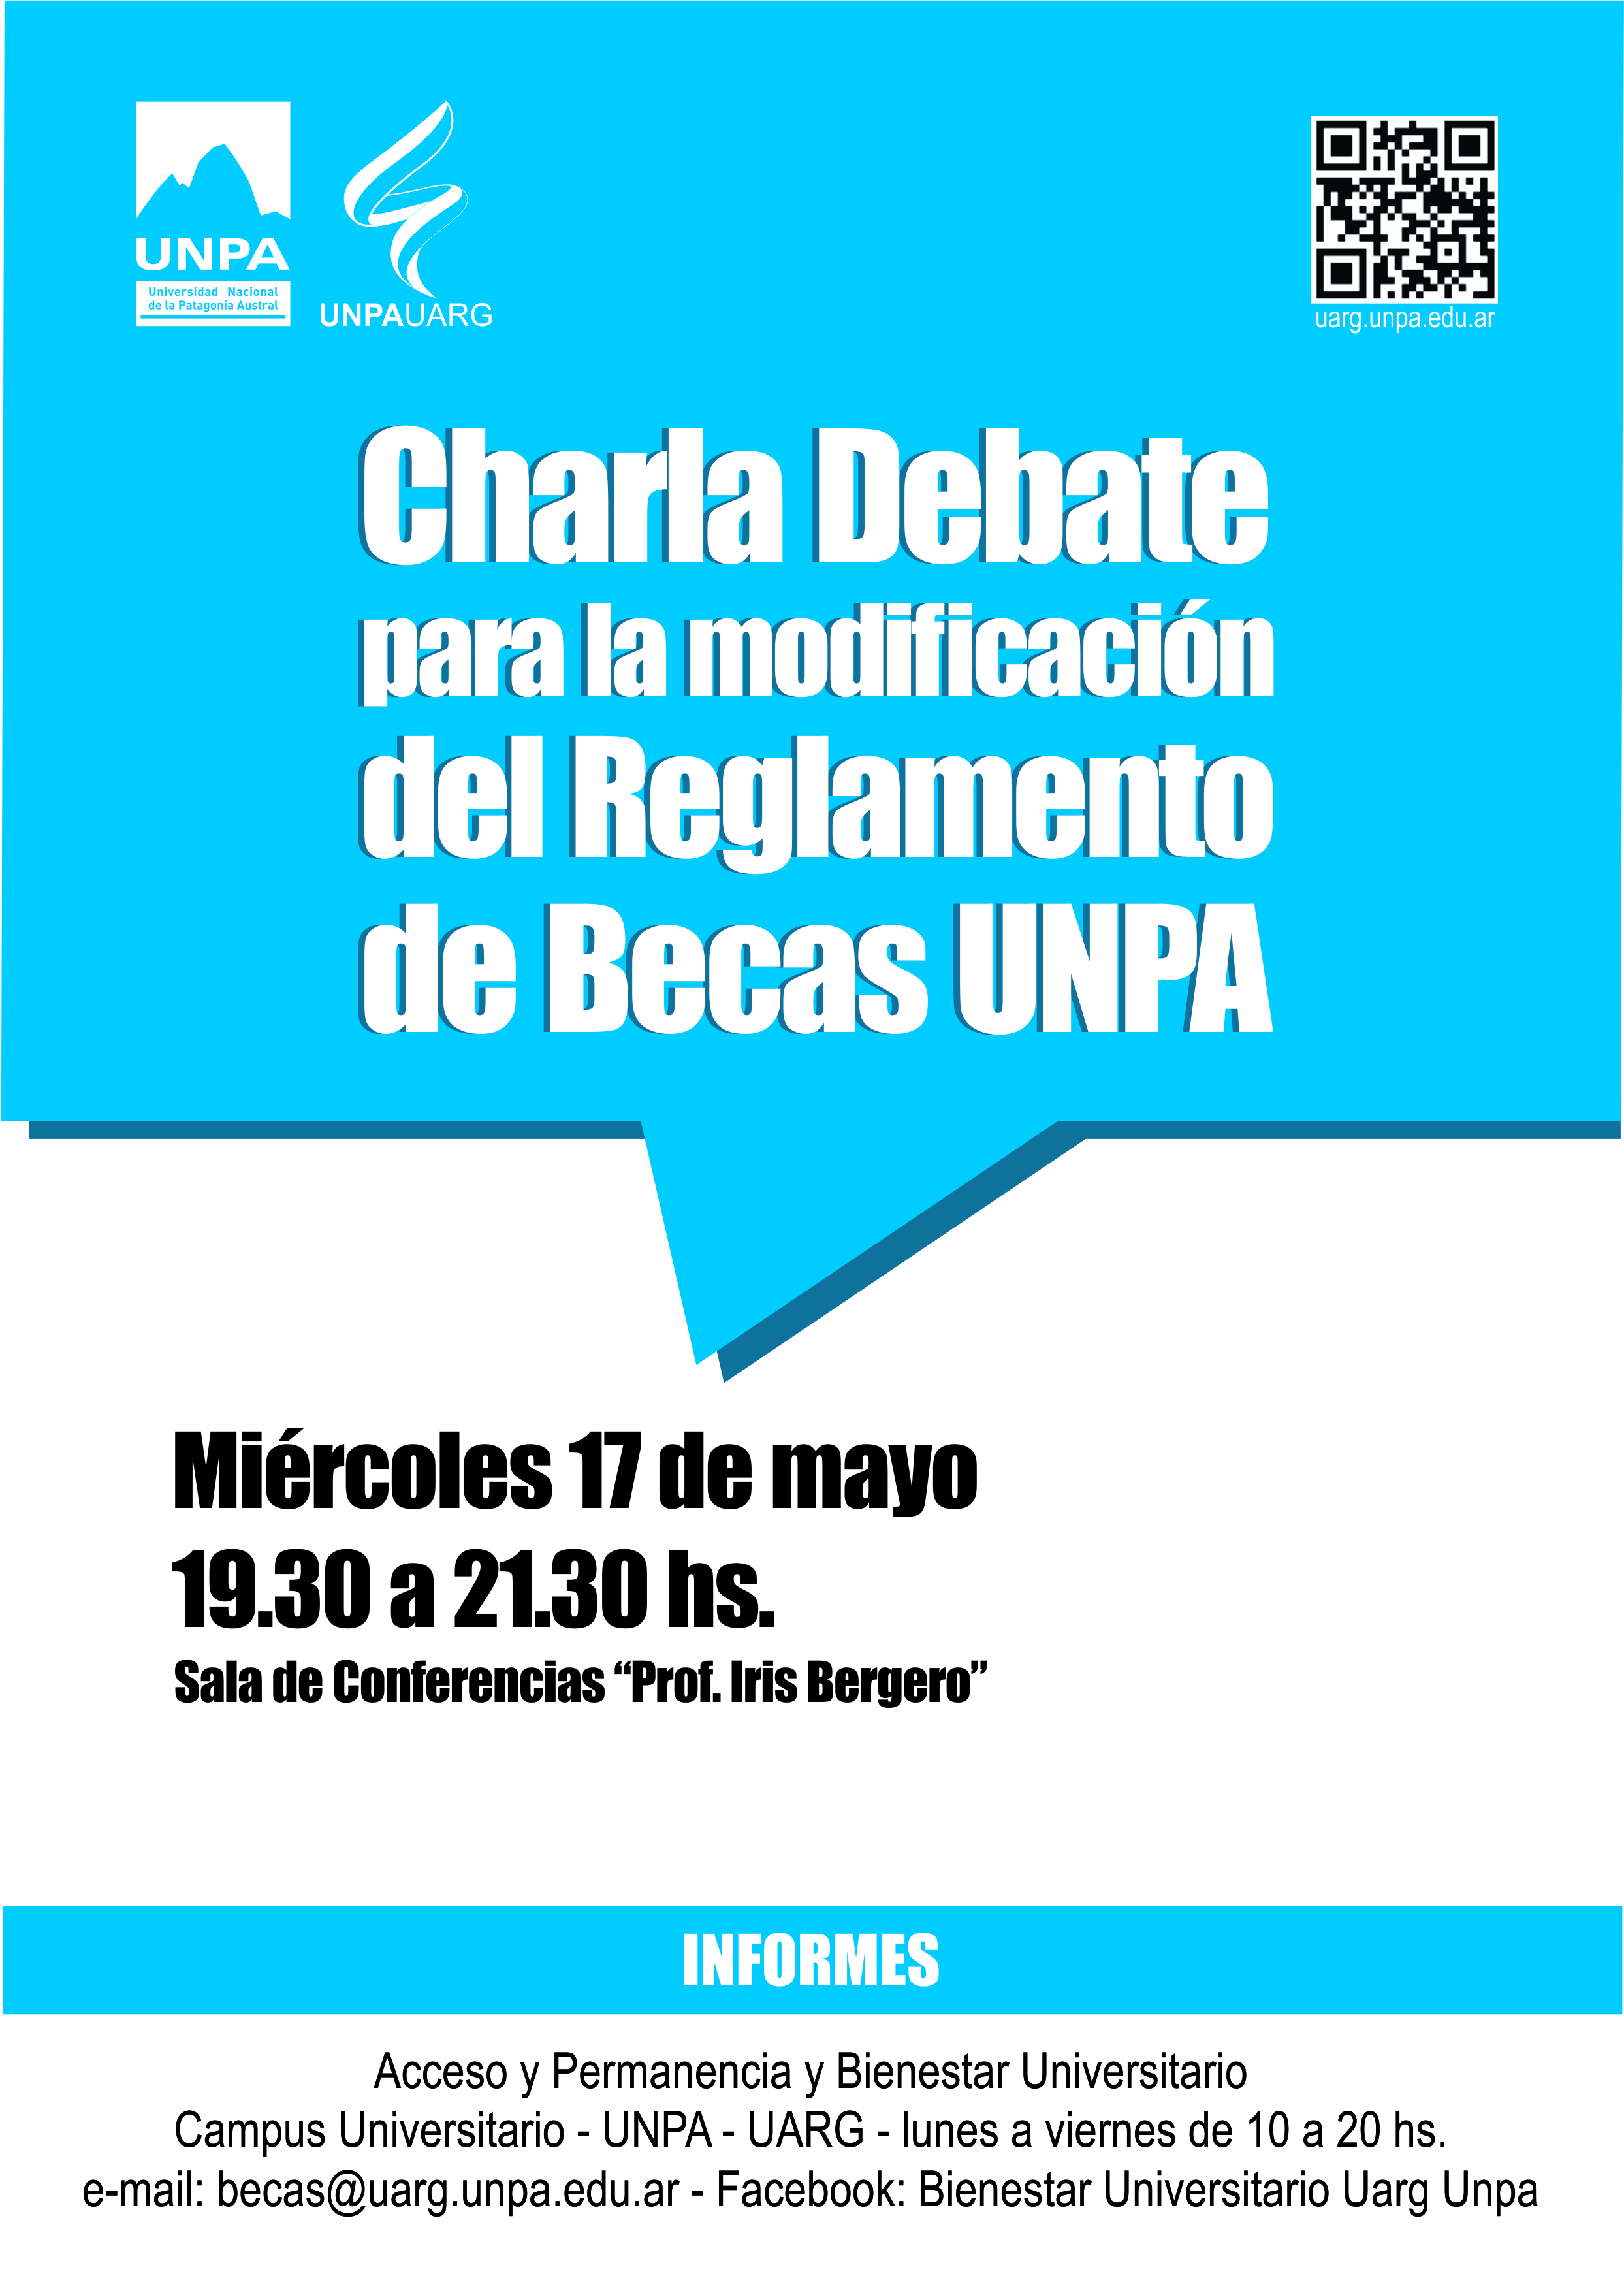 UNPA
Universidad Nacional
de la Patagonia Austral
UNPAUARG
uarg.unpa.edu.ar
Charla Debate
para la modificación
del Reglamento
de Becas UNPA
Miércoles 17 de mayo
19.30 a 21.30 hs.
Sala de Conferencias “Prof. Iris Bergero”
INFORMES
Acceso y Permanencia y Bienestar Universitario
Campus Universitario - UNPA - UARG - lunes a viernes de 10 a 20 hs.
e-mail: becas@uarg.unpa.edu.ar - Facebook: Bienestar Universitario Uarg Unpa